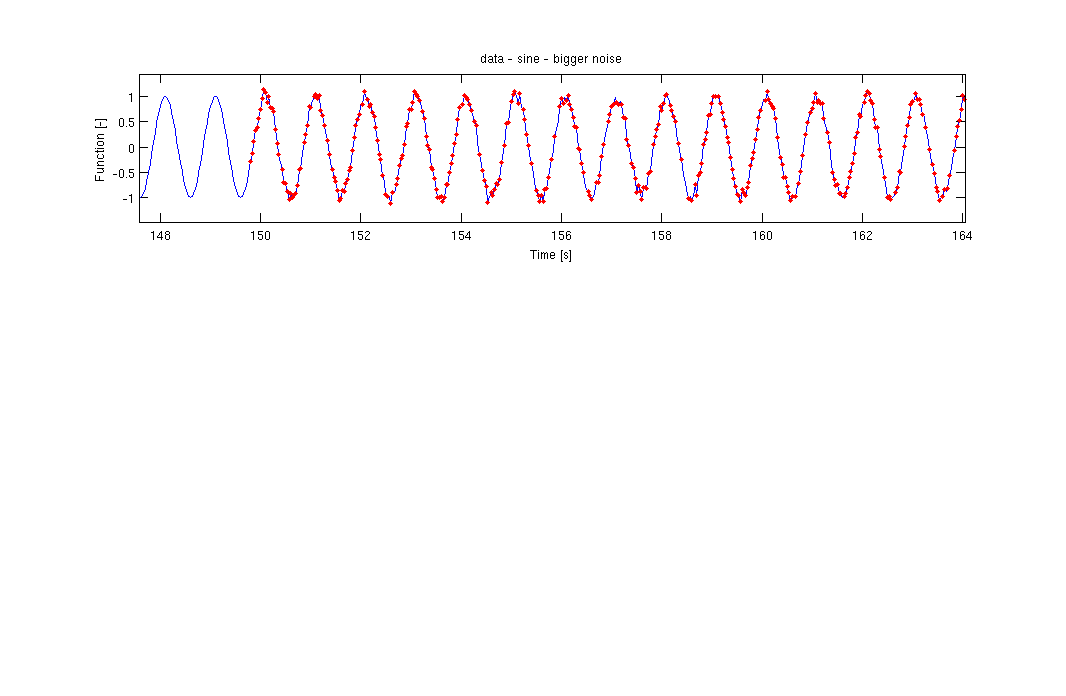 data - sine - bigger noise
1
0.5
0
-0.5
-1
Function [-]
148 150 152 154 156 158 160 162 164
Time [s]